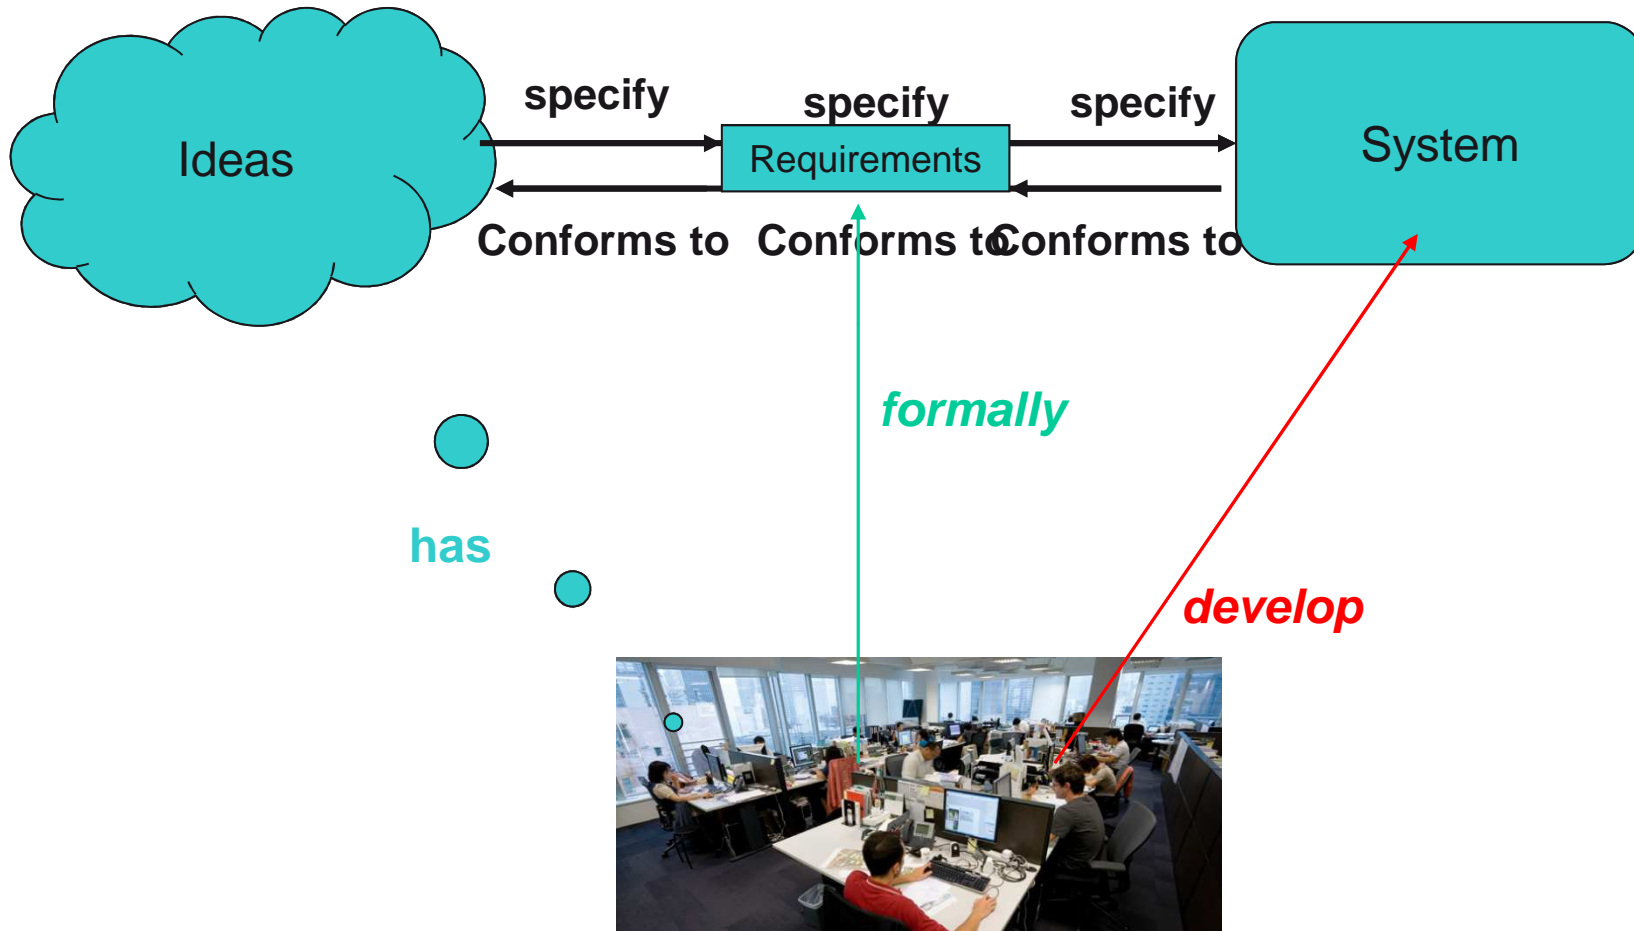 specify
specify
specify
Ideas
Requirements
System
Conforms to
Conforms to
Conforms to
formally
has
develop